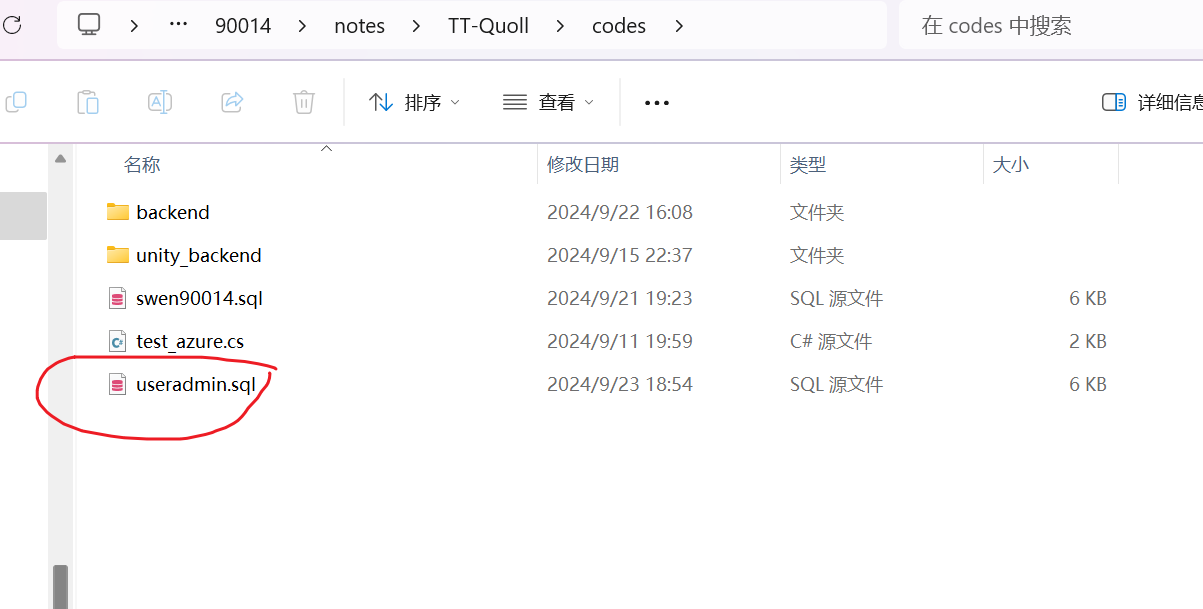 90014 notes TT-Quoll codes 在 codes 中搜索
排序 查看 详细信息
名称 修改日期 类型 大小
backend 2024/9/22 16:08 文件夹
unity_backend 2024/9/15 22:37 文件夹
swen90014.sql 2024/9/21 19:23 SQL 源文件 6 KB
test_azure.cs 2024/9/11 19:59 C# 源文件 2 KB
useradmin.sql 2024/9/23 18:54 SQL 源文件 6 KB